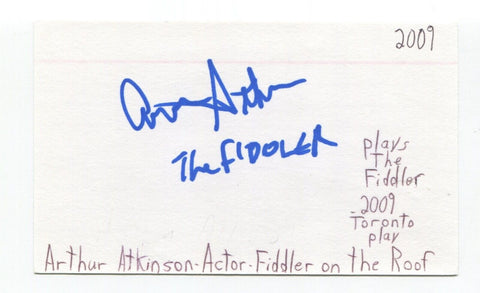 2009
The FIDDLER
plays
The
Fiddler
2009
Toronto
play
Arthur Atkinson-Actor-Fiddler on the Roof